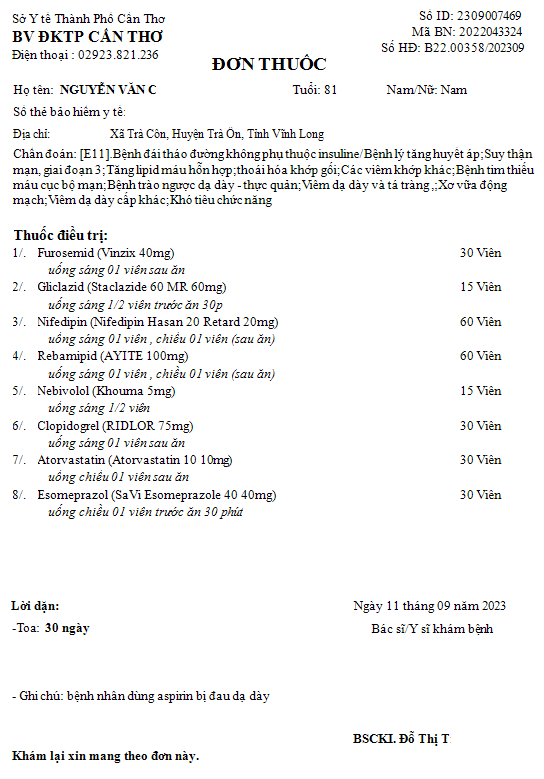 Sở Y tế Thành Phố Cần Thơ
Số ID: 2309007469
BV ĐKTP CẦN THƠ
Mã BN: 2022043324
Điện thoại : 02923.821.236
Số HĐ: B22.00358/202309
ĐƠN THUỐC
Họ tên: NGUYỄN VĂN C
Tuổi: 81
Nam/Nữ: Nam
Số thẻ bảo hiểm y tế:
Địa chỉ: Xã Trà Côn, Huyện Trà Ôn, Tỉnh Vĩnh Long
Chẩn đoán: [E11].Bệnh đái tháo đường không phụ thuộc insuline/Bệnh lý tăng huyết áp;Suy thận
mạn, giai đoạn 3;Tăng lipid máu hỗn hợp;thoái hóa khớp gối;Các viêm khớp khác;Bệnh tim thiếu
máu cục bộ mạn;Bệnh trào ngược dạ dày - thực quản;Viêm dạ dày và tá tràng,;Xơ vữa động
mạch;Viêm dạ dày cấp khác;Khó tiêu chức năng
Thuốc điều trị:
1/. Furosemid (Vinzix 40mg) 30 Viên
uống sáng 01 viên sau ăn
2/. Gliclazid (Staclazide 60 MR 60mg) 15 Viên
uống sáng 1/2 viên trước ăn 30p
3/. Nifedipin (Nifedipin Hasan 20 Retard 20mg) 60 Viên
uống sáng 01 viên , chiều 01 viên (sau ăn)
4/. Rebamipid (AYITE 100mg) 60 Viên
uống sáng 01 viên , chiều 01 viên (sau ăn)
5/. Nebivolol (Khouma 5mg) 15 Viên
uống sáng 1/2 viên
6/. Clopidogrel (RIDLOR 75mg) 30 Viên
uống sáng 01 viên sau ăn
7/. Atorvastatin (Atorvastatin 10 10mg) 30 Viên
uống chiều 01 viên sau ăn
8/. Esomeprazol (SaVi Esomeprazole 40 40mg) 30 Viên
uống chiều 01 viên trước ăn 30 phút
Lời dặn:
Ngày 11 tháng 09 năm 2023
-Toa: 30 ngày
Bác sĩ/Y sĩ khám bệnh
- Ghi chú: bệnh nhân dùng aspirin bị đau dạ dày
BSCKI. Đỗ Thị T
Khám lại xin mang theo đơn này.